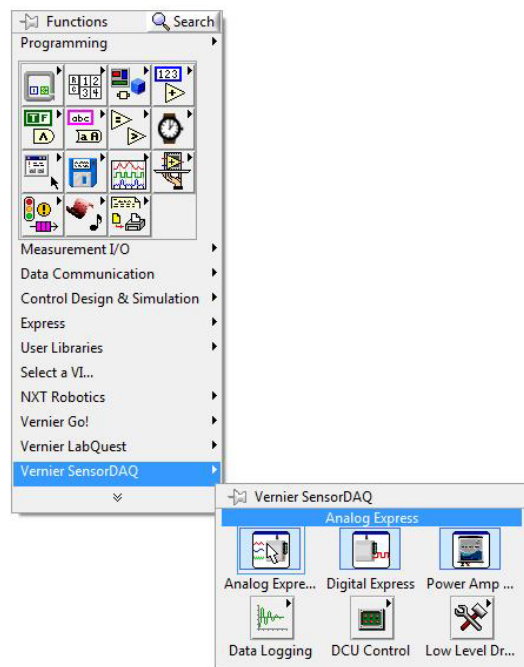 Functions Search
Programming
123
TF abc
Measurement I/O
Data Communication
Control Design & Simulation
Express
User Libraries
Select a VI...
NXT Robotics
Vernier Go!
Vernier LabQuest
Vernier SensorDAQ
Vernier SensorDAQ
Analog Express
Analog Expre... Digital Express Power Amp ...
Data Logging DCU Control Low Level Dr...